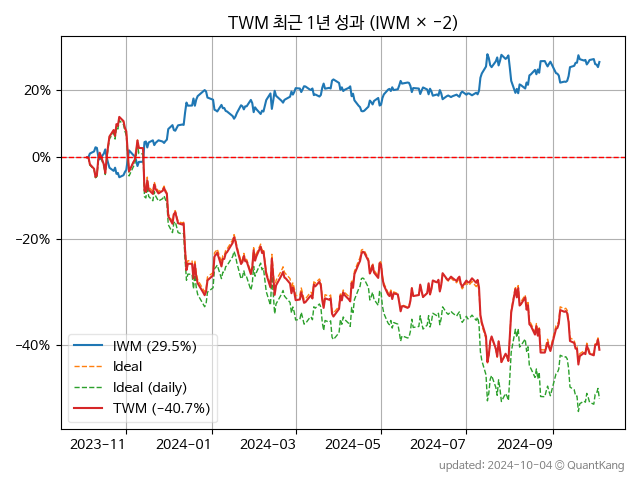 TWM 최근 1년 성과 (IWM × −2)
20%
0%
−20%
−40%
IWM (29.5%)
Ideal
Ideal (daily)
TWM (−40.7%)
2023−11 2024−01 2024−03 2024−05 2024−07 2024−09
updated: 2024-10-04 © QuantKang